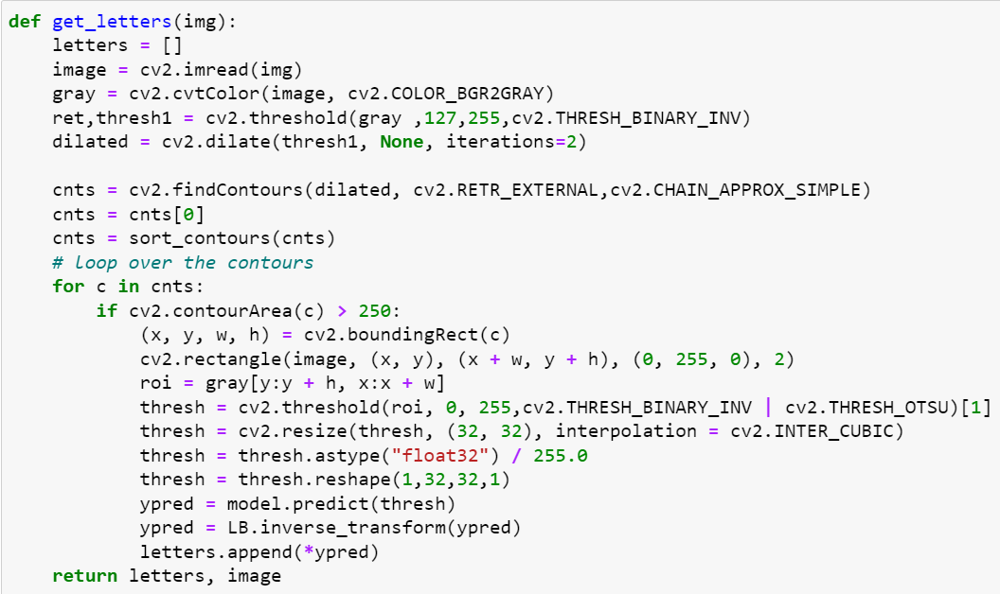 def get_letters(img):
    letters = []
    image = cv2.imread(img)
    gray = cv2.cvtColor(image, cv2.COLOR_BGR2GRAY)
    ret,thresh1 = cv2.threshold(gray ,127,255,cv2.THRESH_BINARY_INV)
    dilated = cv2.dilate(thresh1, None, iterations=2)

    cnts = cv2.findContours(dilated, cv2.RETR_EXTERNAL,cv2.CHAIN_APPROX_SIMPLE)
    cnts = cnts[0]
    cnts = sort_contours(cnts)
    # loop over the contours
    for c in cnts:
        if cv2.contourArea(c) > 250:
            (x, y, w, h) = cv2.boundingRect(c)
            cv2.rectangle(image, (x, y), (x + w, y + h), (0, 255, 0), 2)
            roi = gray[y:y + h, x:x + w]
            thresh = cv2.threshold(roi, 0, 255,cv2.THRESH_BINARY_INV | cv2.THRESH_OTSU)[1]
            thresh = cv2.resize(thresh, (32, 32), interpolation = cv2.INTER_CUBIC)
            thresh = thresh.astype("float32") / 255.0
            thresh = thresh.reshape(1,32,32,1)
            ypred = model.predict(thresh)
            ypred = LB.inverse_transform(ypred)
            letters.append(*ypred)
    return letters, image